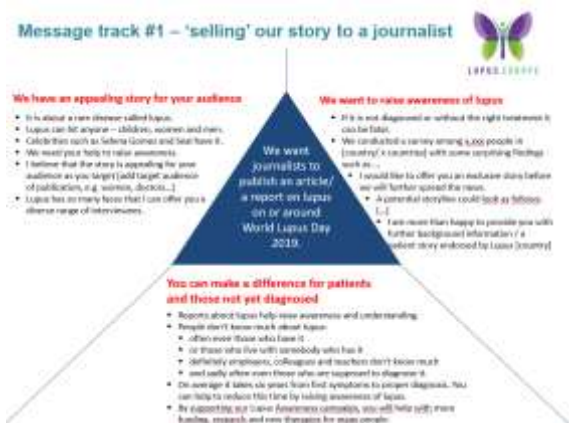 Message track #1 – 'selling' our story to a journalist
LUPUS EUROPE
We have an appealing story for your audience
• It is about a rare disease called lupus.
• Lupus can hit anyone – children, women and men.
• Celebrities such as Selena Gomez and Seal have it.
• We need your help to raise awareness.
• I believe that the story is appealing for your
audience as you target [add target audience
of publication, e.g. women, doctors...]
• Lupus has so many faces that I can offer you a
diverse range of interviewees.
We want to raise awareness of lupus
• If it is not diagnosed or without the right treatment it
can be fatal.
• We conducted a survey among x,xxx people in
[country/ x countries] with some surprising findings
such as...
• I would like to offer you an exclusive story before
we will further spread the news.
• A potential storyline could look as follows:
[...]
• I am more than happy to provide you with
further background information / a
patient story endorsed by Lupus [country]
We want
journalists to
publish an article/
a report on lupus
on or around
World Lupus Day
2019.
You can make a difference for patients
and those not yet diagnosed
• Reports about lupus help raise awareness and understanding.
• People don't know much about lupus:
• often even those who have it
• or those who live with somebody who has it
• definitely employers, colleagues and teachers don't know much
• and sadly often even those who are supposed to diagnose it.
• On average it takes six years from first symptoms to proper diagnosis. You
can help to reduce this time by raising awareness of lupus.
• By supporting our Lupus Awareness campaign, you will help with more
funding, research and new therapies for many people.